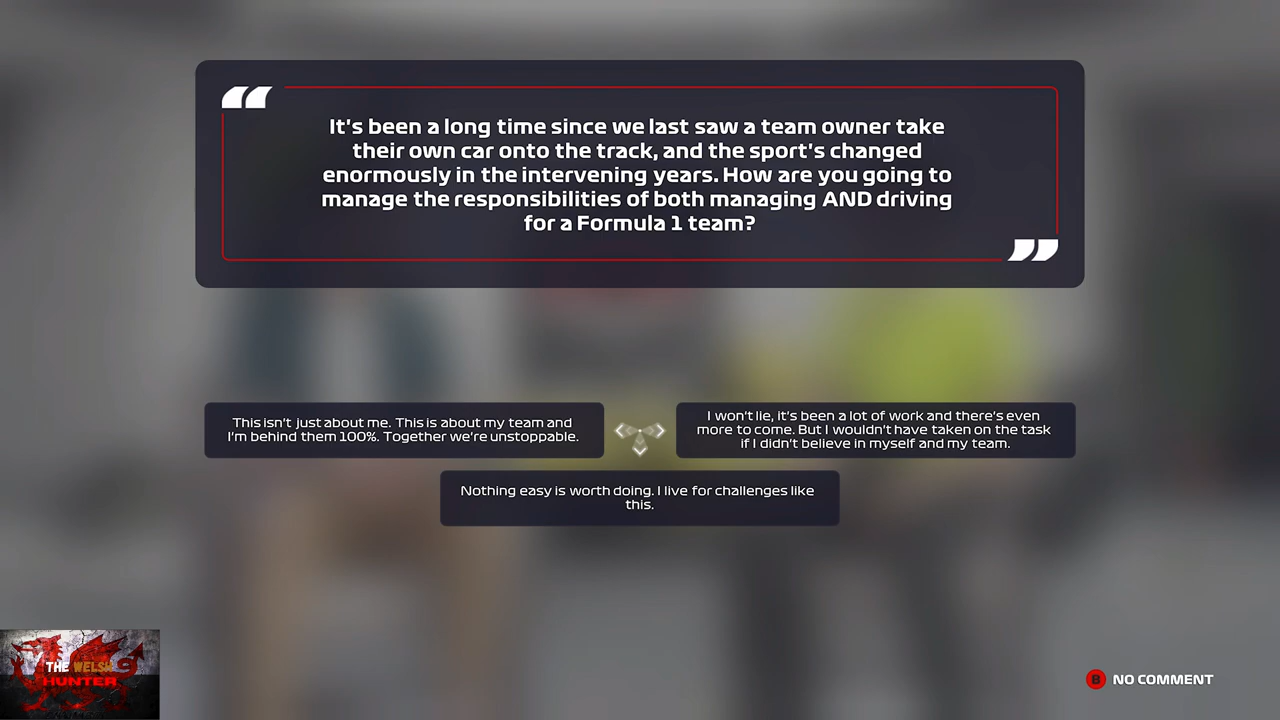 It's been a long time since we last saw a team owner take
their own car onto the track, and the sport's changed
enormously in the intervening years. How are you going to
manage the responsibilities of both managing AND driving
for a Formula 1 team?
This isn't just about me. This is about my team and
I'm behind them 100%. Together we're unstoppable.
I won't lie, it's been a lot of work and there's even
more to come. But I wouldn't have taken on the task
if I didn't believe in myself and my team.
Nothing easy is worth doing. I live for challenges like
this.
THE WELSH
HUNTER
B NO COMMENT